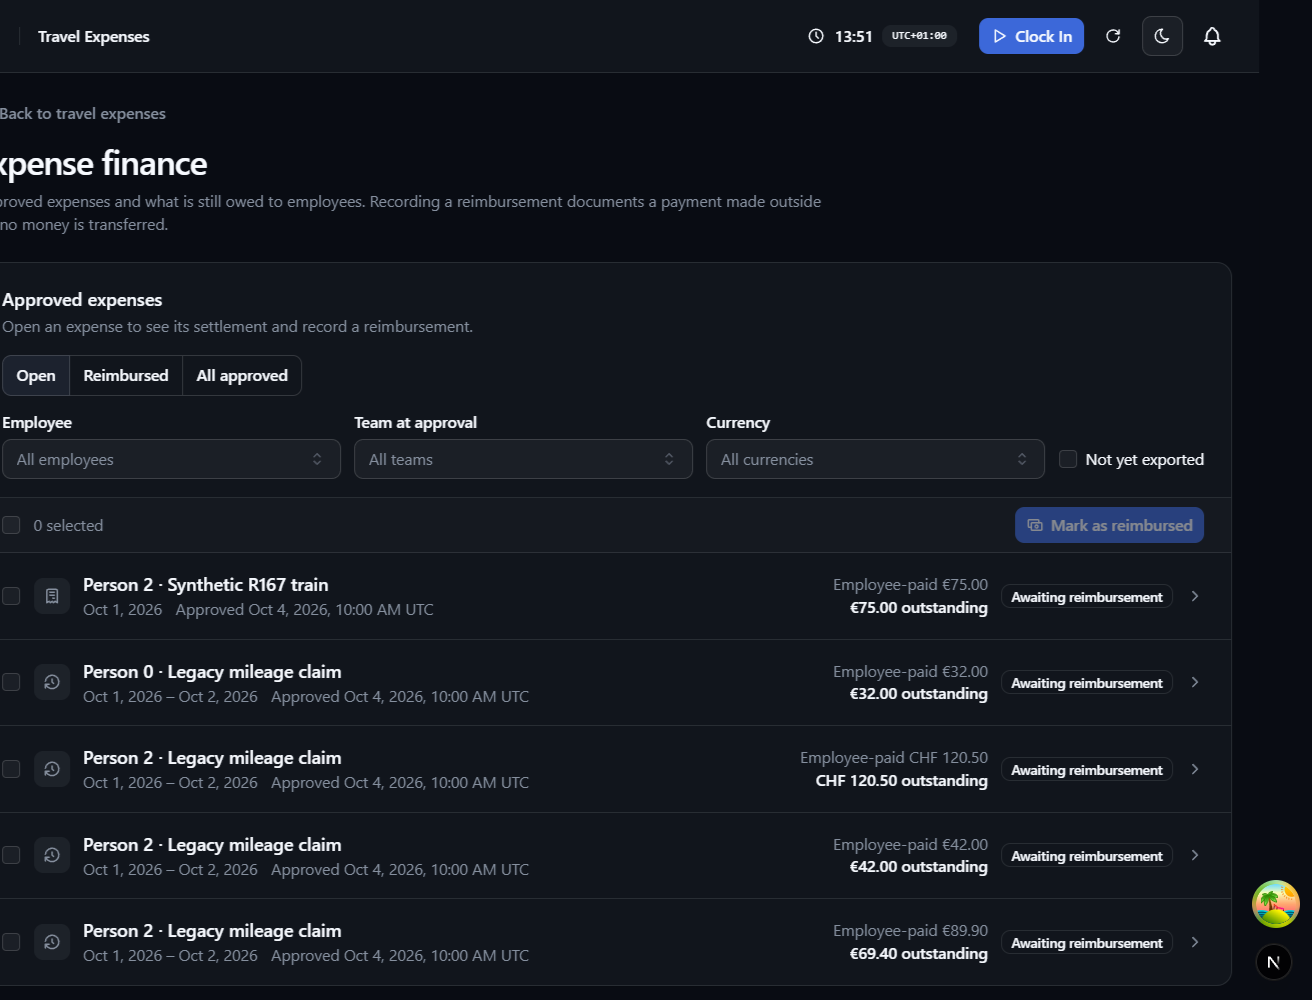 Travel Expenses
13:51
UTC+01:00
Clock In
Back to travel expenses
xpense finance
proved expenses and what is still owed to employees. Recording a reimbursement documents a payment made outside
no money is transferred.
Approved expenses
Open an expense to see its settlement and record a reimbursement.
Open
Reimbursed
All approved
Employee
Team at approval
Currency
All employees
All teams
All currencies
Not yet exported
0 selected
Mark as reimbursed
Person 2 · Synthetic R167 train
Oct 1, 2026 Approved Oct 4, 2026, 10:00 AM UTC
Employee-paid €75.00
€75.00 outstanding
Awaiting reimbursement
Person 0 · Legacy mileage claim
Oct 1, 2026 – Oct 2, 2026 Approved Oct 4, 2026, 10:00 AM UTC
Employee-paid €32.00
€32.00 outstanding
Awaiting reimbursement
Person 2 · Legacy mileage claim
Oct 1, 2026 – Oct 2, 2026 Approved Oct 4, 2026, 10:00 AM UTC
Employee-paid CHF 120.50
CHF 120.50 outstanding
Awaiting reimbursement
Person 2 · Legacy mileage claim
Oct 1, 2026 – Oct 2, 2026 Approved Oct 4, 2026, 10:00 AM UTC
Employee-paid €42.00
€42.00 outstanding
Awaiting reimbursement
Person 2 · Legacy mileage claim
Oct 1, 2026 – Oct 2, 2026 Approved Oct 4, 2026, 10:00 AM UTC
Employee-paid €89.90
€69.40 outstanding
Awaiting reimbursement
N